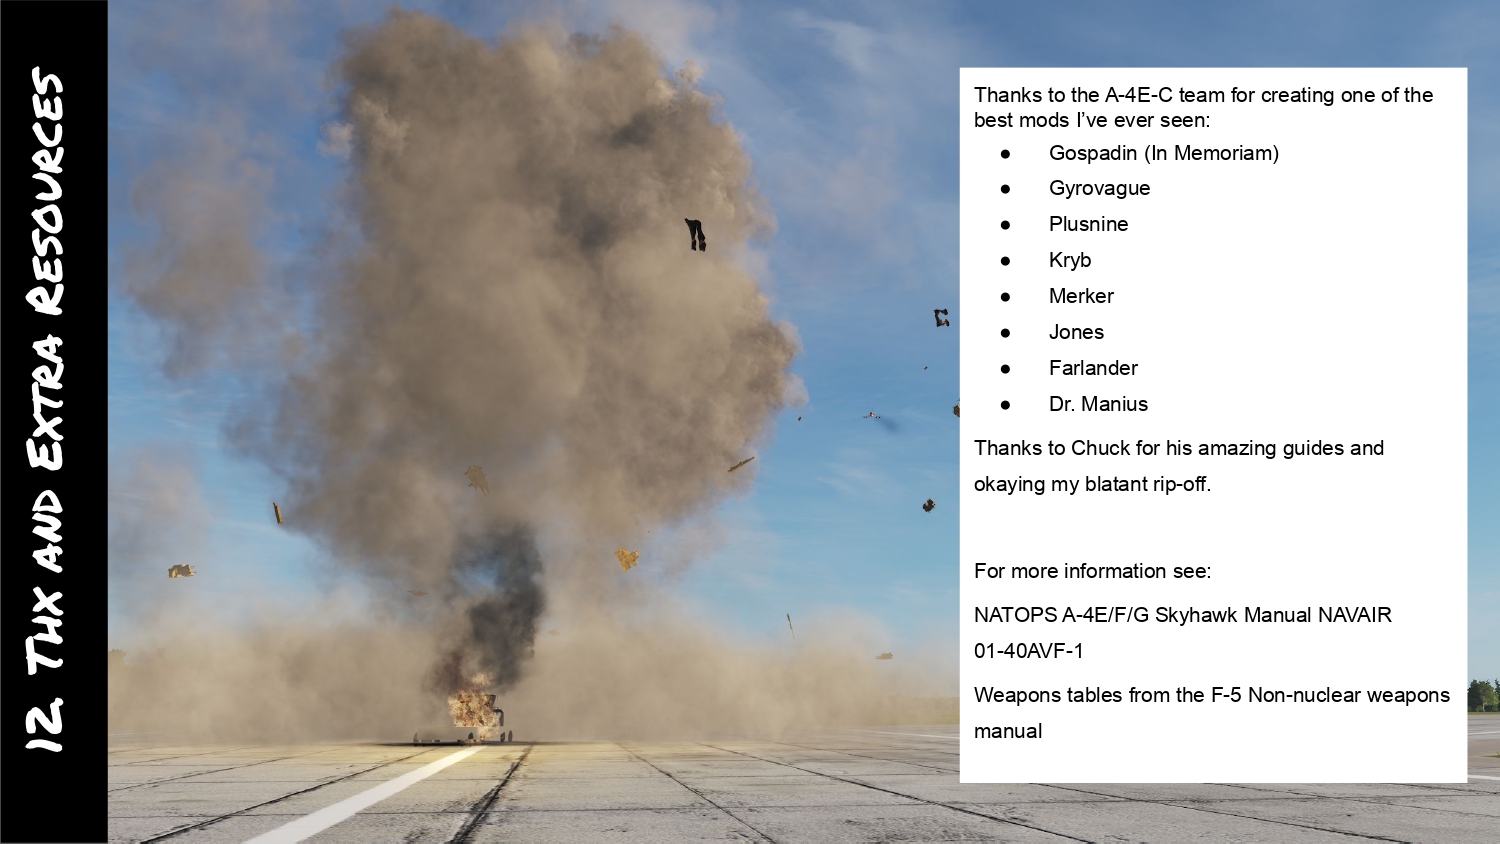 12. Thx and Extra Resources
Thanks to the A-4E-C team for creating one of the
best mods I’ve ever seen:
● Gospadin (In Memoriam)
● Gyrovague
● Plusnine
● Kryb
● Merker
● Jones
● Farlander
● Dr. Manius
Thanks to Chuck for his amazing guides and
okaying my blatant rip-off.
For more information see:
NATOPS A-4E/F/G Skyhawk Manual NAVAIR
01-40AVF-1
Weapons tables from the F-5 Non-nuclear weapons
manual